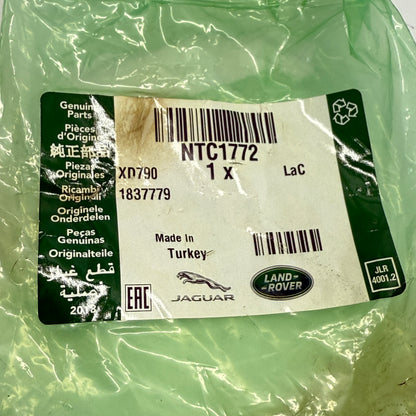 Genuine
Parts
Pièces
d'Origine
純正部品
Piezas
Originales
Ricambi
Originali
Originele
Onderdelen
Peças
Genuinas
Originalteile
قطع غيار
أصلية
2018
NTC1772
XD790 1 x LaC
1837779
Made in
Turkey
EAC
JAGUAR
LAND-
-ROVER
JLR
4001.2